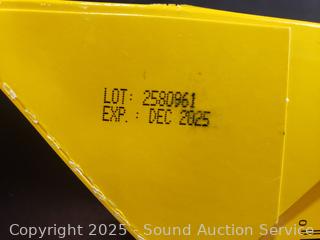 LOT: 2580961
EXP.: DEC 2025
Copyright 2025 - Sound Auction Service